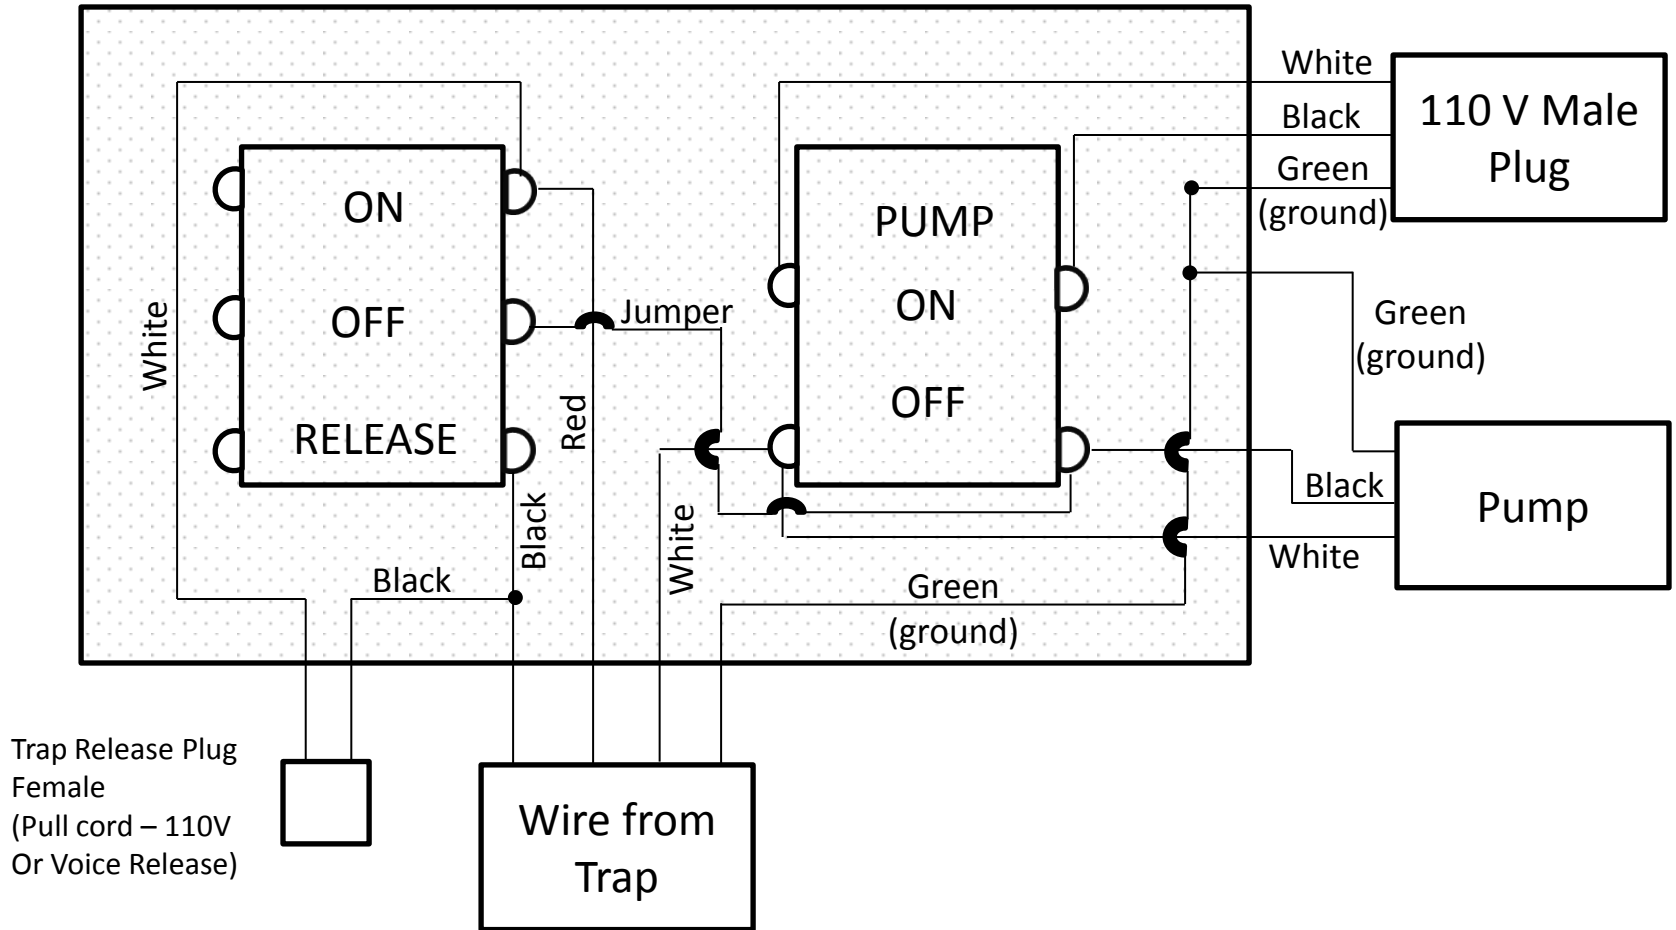 White
110 V Male
Plug
Black
Green
(ground)
ON
OFF
RELEASE
PUMP
ON
OFF
Jumper
White
Red
Green
(ground)
Black
White
Pump
Black
White
Black
Green
(ground)
Trap Release Plug
Female
(Pull cord – 110V
Or Voice Release)
Wire from
Trap